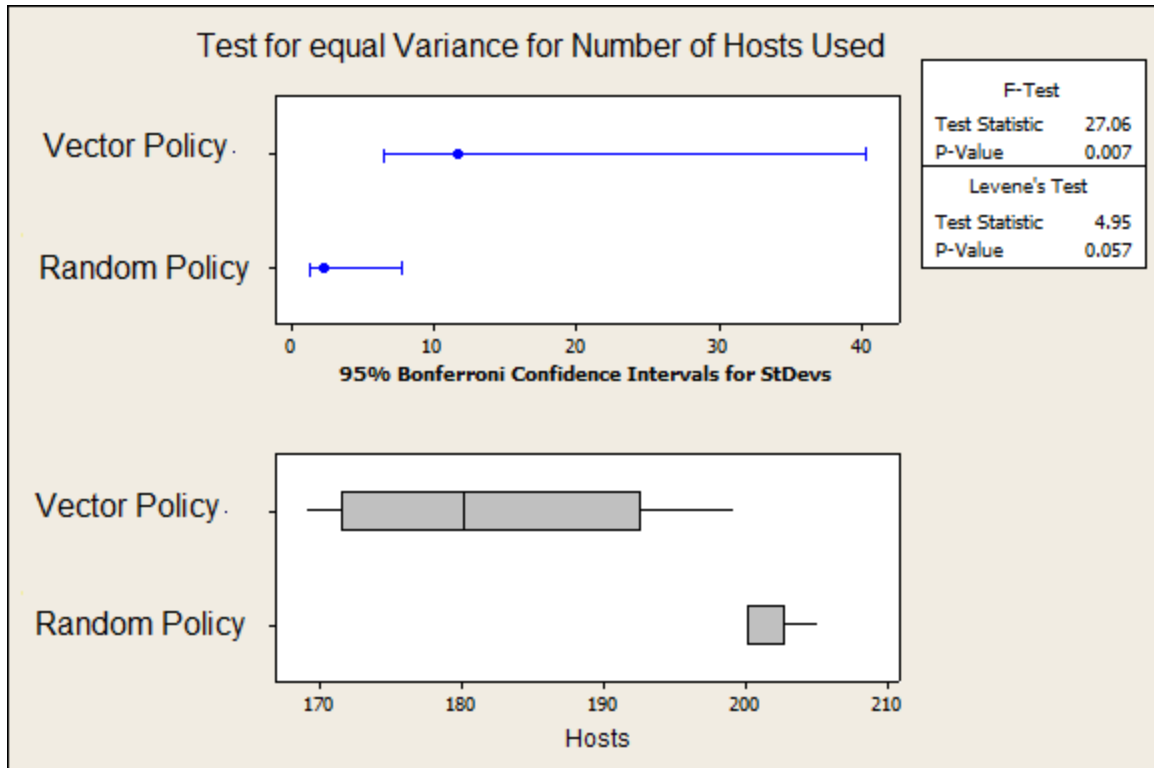 Test for equal Variance for Number of Hosts Used
F-Test
Test Statistic 27.06
P-Value 0.007
Levene's Test
Test Statistic 4.95
P-Value 0.057
Vector Policy.
Random Policy
0 10 20 30 40
95% Bonferroni Confidence Intervals for StDevs
Vector Policy.
Random Policy
170 180 190 200 210
Hosts